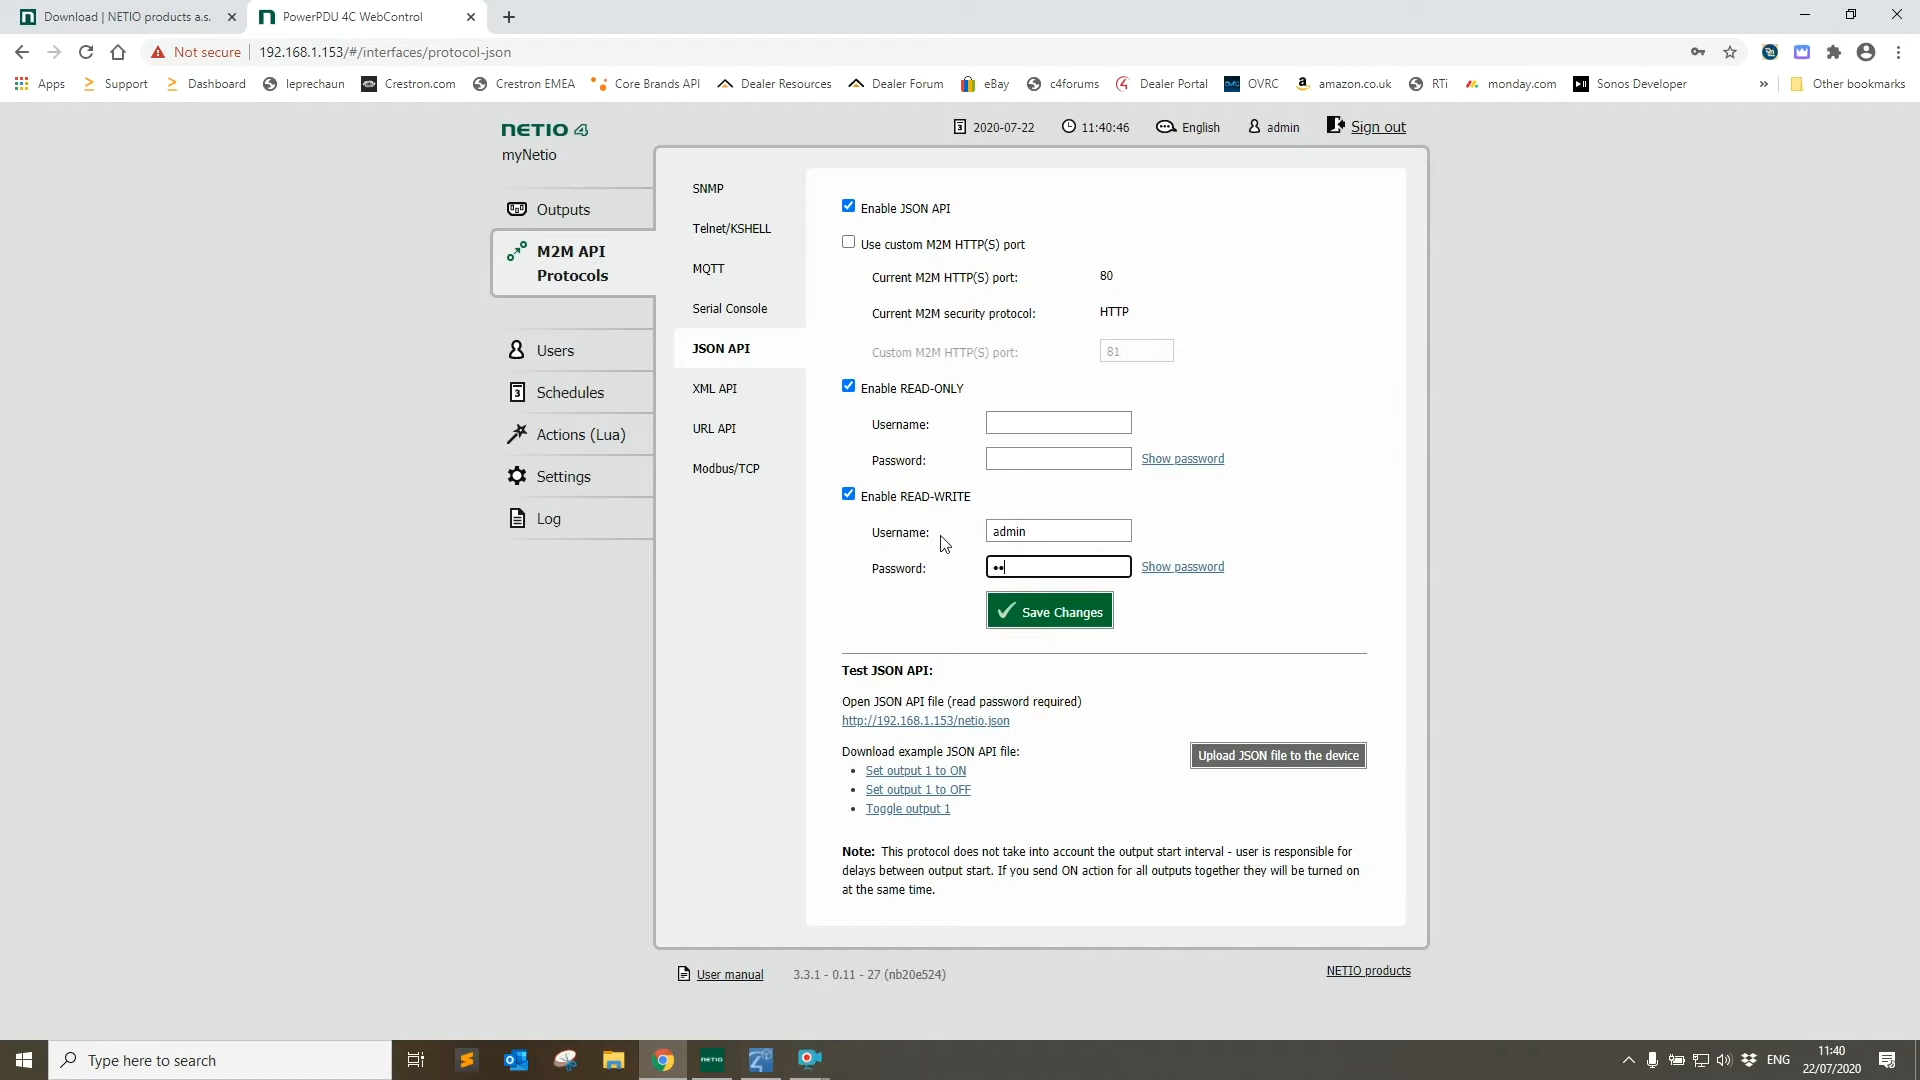 Download | NETIO products a.s.
PowerPDU 4C WebControl
Not secure
192.168.1.153/#/interfaces/protocol-json
Apps
Support
Dashboard
leprechaun
Crestron.com
Crestron EMEA
Core Brands API
Dealer Resources
Dealer Forum
eBay
c4forums
Dealer Portal
OVRC
amazon.co.uk
RTi
monday.com
Sonos Developer
»
Other bookmarks
NETIO 4
myNetio
2020-07-22
11:40:46
English
admin
Sign out
Outputs
M2M API
Protocols
Users
Schedules
Actions (Lua)
Settings
Log
SNMP
Telnet/KSHELL
MQTT
Serial Console
JSON API
XML API
URL API
Modbus/TCP
Enable JSON API
Use custom M2M HTTP(S) port
Current M2M HTTP(S) port: 80
Current M2M security protocol: HTTP
Custom M2M HTTP(S) port: 81
Enable READ-ONLY
Username:
Password: Show password
Enable READ-WRITE
Username: admin
Password: •• Show password
Save Changes
Test JSON API:
Open JSON API file (read password required)
http://192.168.1.153/netio.json
Download example JSON API file:
Upload JSON file to the device
• Set output 1 to ON
• Set output 1 to OFF
• Toggle output 1
Note: This protocol does not take into account the output start interval - user is responsible for
delays between output start. If you send ON action for all outputs together they will be turned on
at the same time.
User manual
3.3.1 - 0.11 - 27 (nb20e524)
NETIO products
Type here to search
NETIO
ENG
11:40
22/07/2020